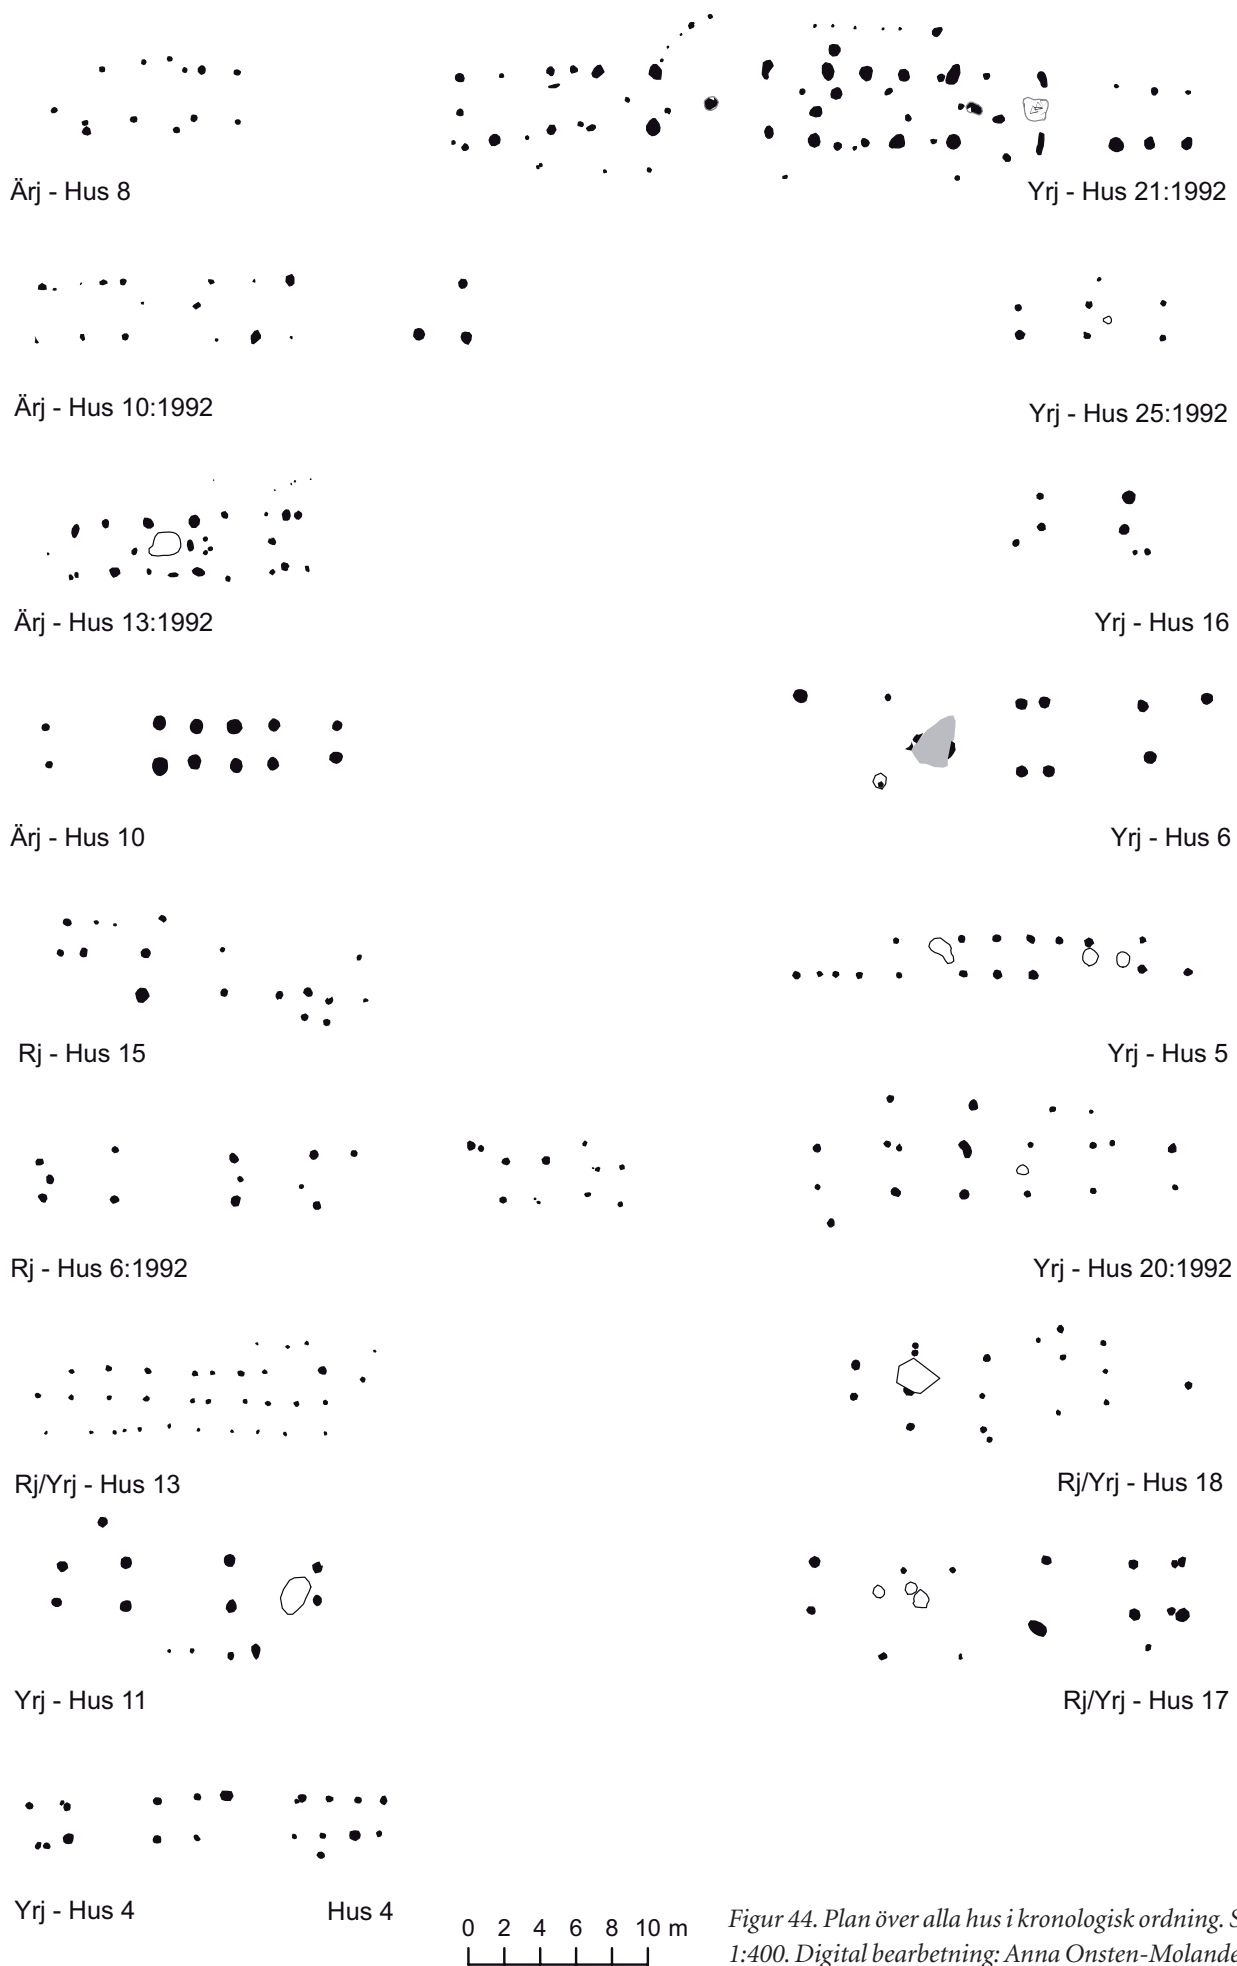 Ärj - Hus 8
Yrj - Hus 21:1992
Ärj - Hus 10:1992
Yrj - Hus 25:1992
Ärj - Hus 13:1992
Yrj - Hus 16
Ärj - Hus 10
Yrj - Hus 6
Rj - Hus 15
Yrj - Hus 5
Rj - Hus 6:1992
Yrj - Hus 20:1992
Rj/Yrj - Hus 13
Rj/Yrj - Hus 18
Yrj - Hus 11
Rj/Yrj - Hus 17
Yrj - Hus 4
Hus 4
0 2 4 6 8 10 m
Figur 44. Plan över alla hus i kronologisk ordning.
1:400. Digital bearbetning: Anna